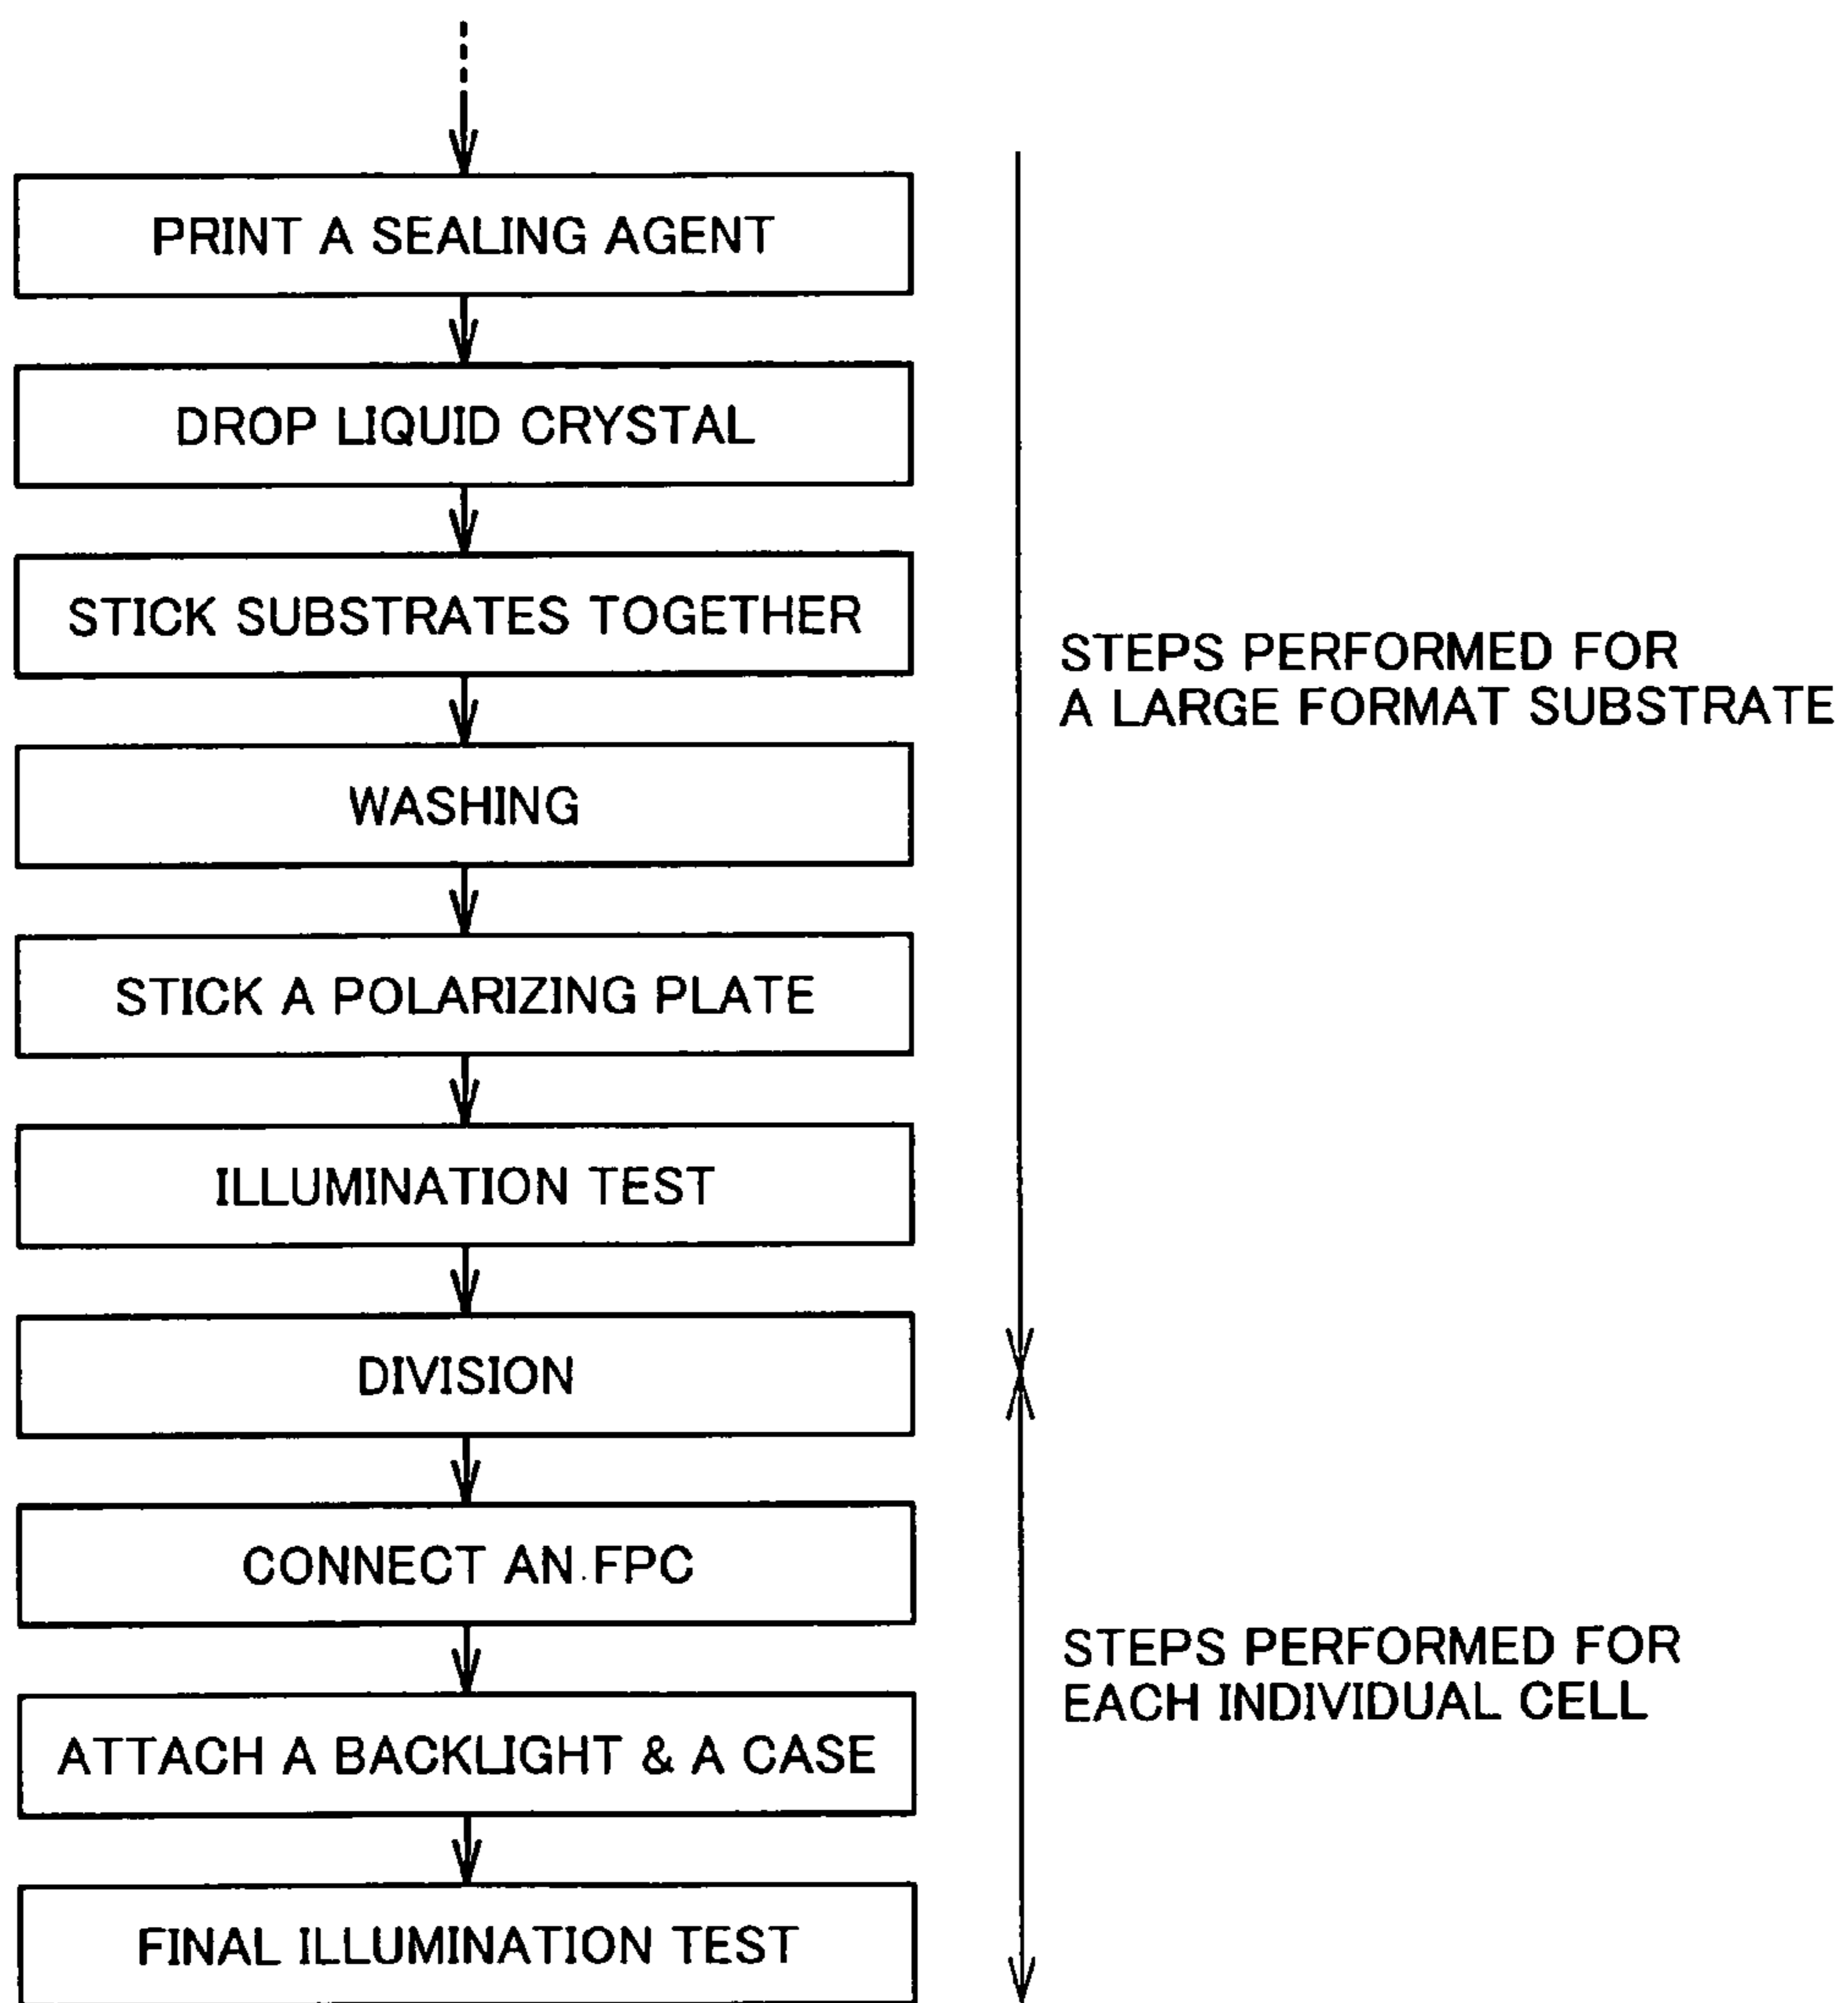 PRINT A SEALING AGENT
DROP LIQUID CRYSTAL
STICK SUBSTRATES TOGETHER
STEPS PERFORMED FOR
A LARGE FORMAT SUBSTRATE
WASHING
STICK A POLARIZING PLATE
ILLUMINATION TEST
DIVISION
CONNECT AN FPC
STEPS PERFORMED FOR
EACH INDIVIDUAL CELL
ATTACH A BACKLIGHT & A CASE
FINAL ILLUMINATION TEST